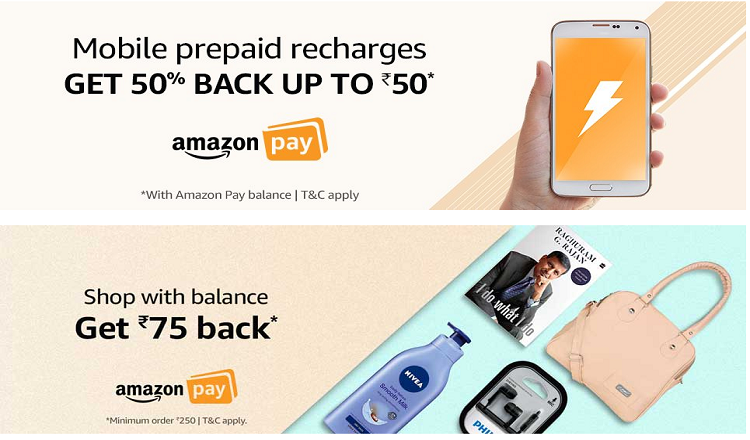 Mobile prepaid recharges
GET 50% BACK UP TO ₹50*
amazon pay
*With Amazon Pay balance | T&C apply
Shop with balance
Get ₹75 back*
amazon pay
*Minimum order ₹250 | T&C apply.
RAGHURAM
G. RAJAN
I do what I do
NIVEA
Smooth Milk
PHI